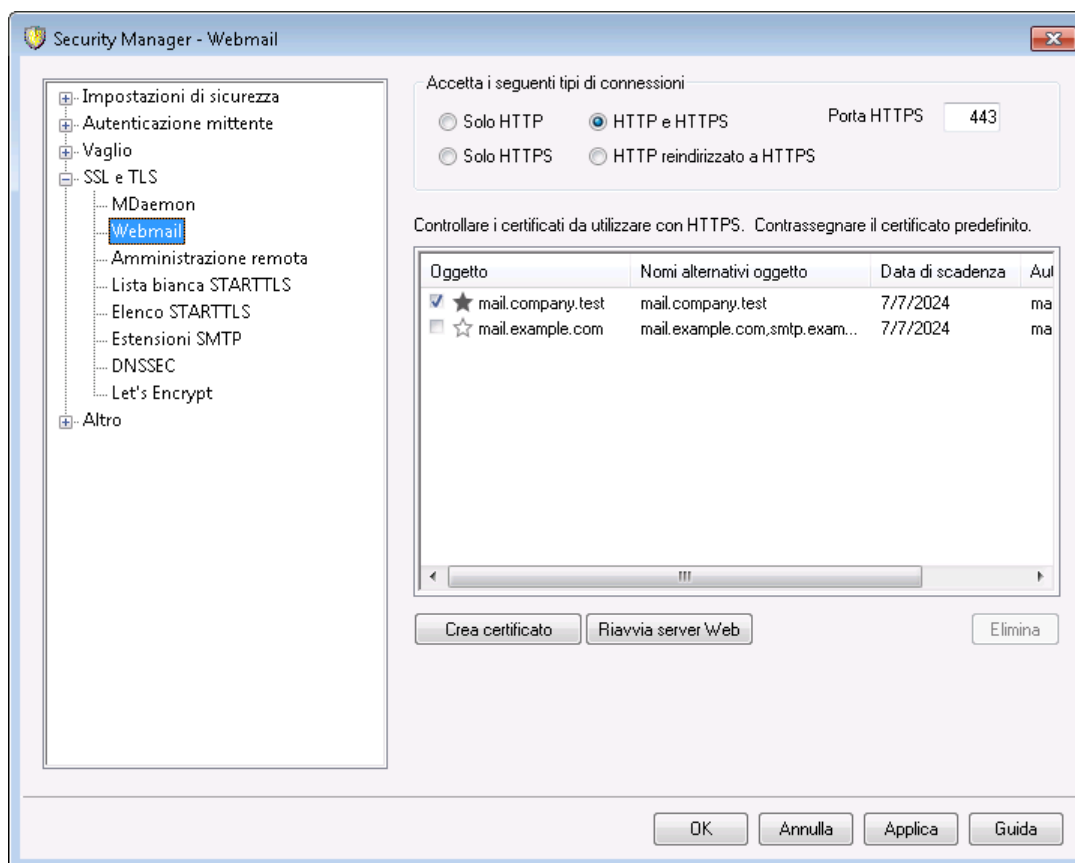 Security Manager - Webmail
Impostazioni di sicurezza
Autenticazione mittente
Vaglio
SSL e TLS
MDaemon
Webmail
Amministrazione remota
Lista bianca STARTTLS
Elenco STARTTLS
Estensioni SMTP
DNSSEC
Let's Encrypt
Altro
Accetta i seguenti tipi di connessioni
Solo HTTP HTTP e HTTPS Porta HTTPS 443
Solo HTTPS HTTP reindirizzato a HTTPS
Controllare i certificati da utilizzare con HTTPS. Contrassegnare il certificato predefinito.
Oggetto Nomi alternativi oggetto Data di scadenza Aut
mail.company.test mail.company.test 7/7/2024 ma
mail.example.com mail.example.com,smtp.exam... 7/7/2024 ma
Crea certificato Riavvia server Web Elimina
OK Annulla Applica Guida